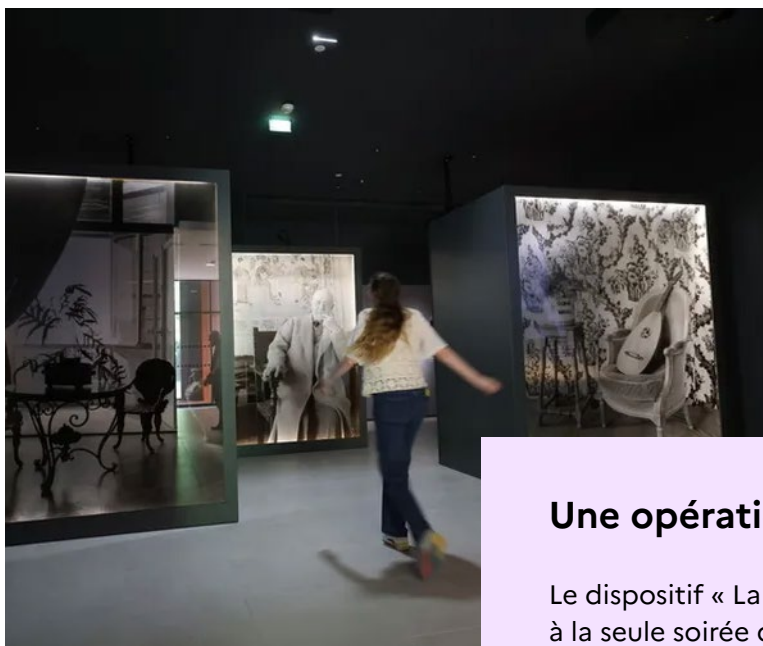 Une opérati
Le dispositif « La
à la seule soirée